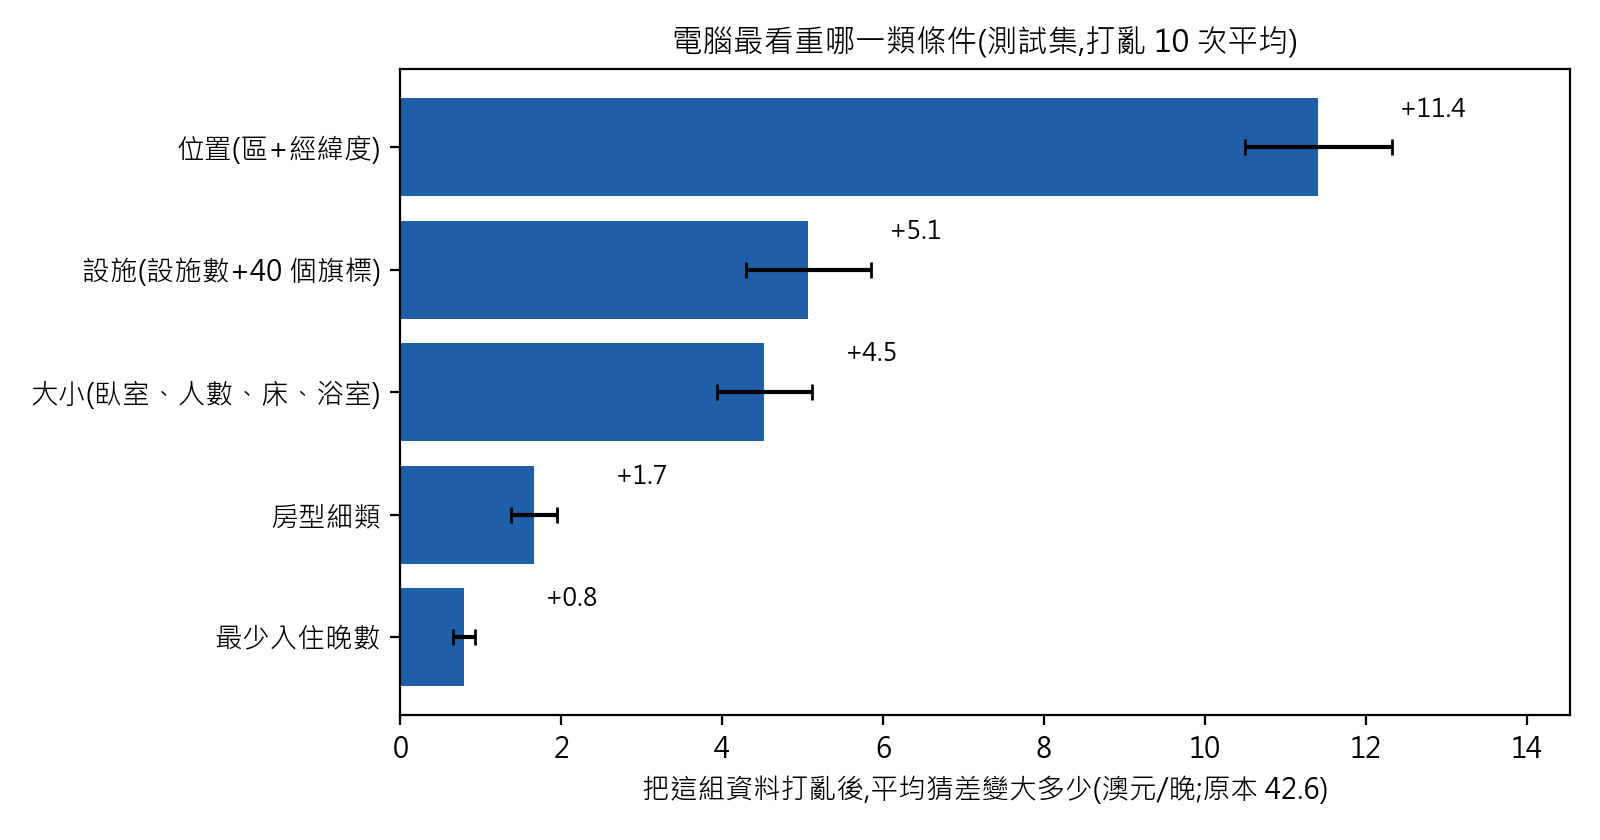 電腦最看重哪一類條件(測試集,打亂 10 次平均)
位置(區+經緯度)
+11.4
設施(設施數+40 個旗標)
+5.1
大小(臥室、人數、床、浴室)
+4.5
房型細類
+1.7
最少入住晚數
+0.8
0 2 4 6 8 10 12 14
把這組資料打亂後,平均猜差變大多少(澳元/晚;原本 42.6)